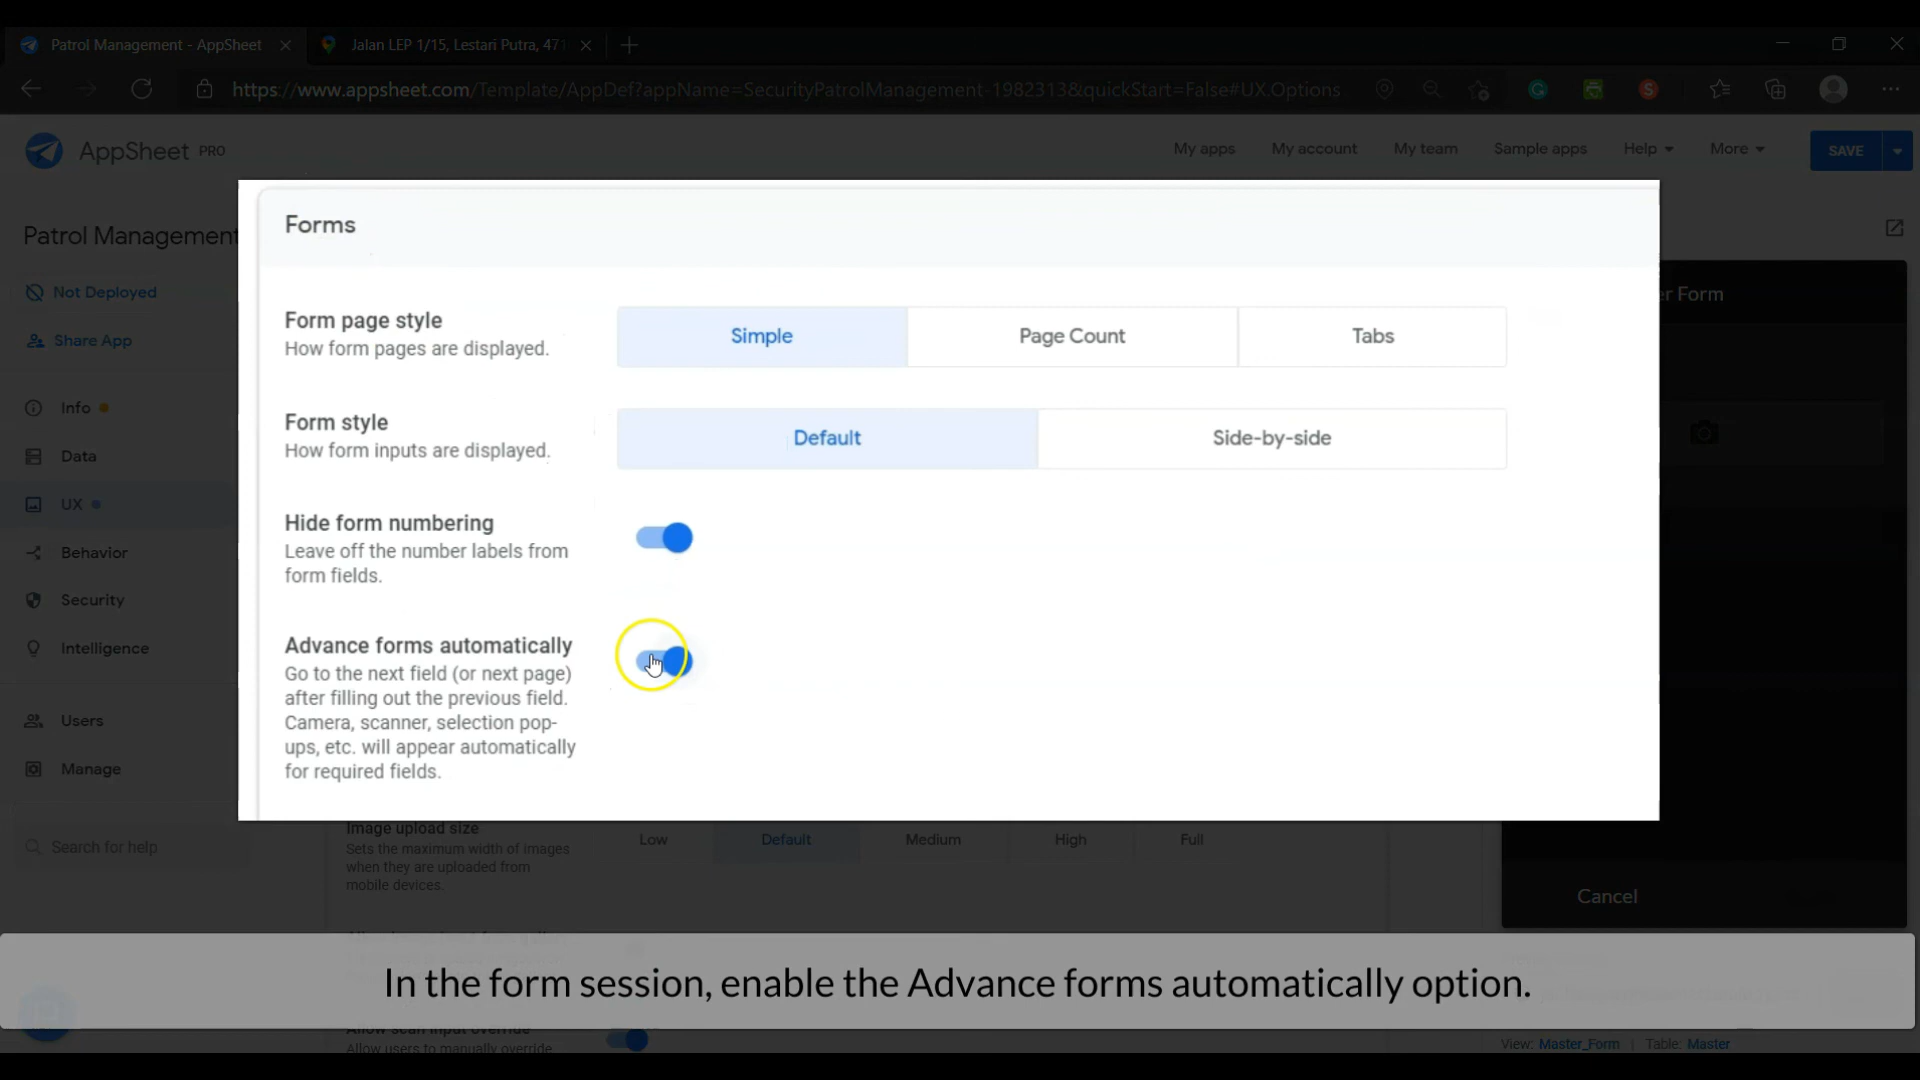 Patrol Management - AppSheet
Jalan LEP 1/15, Lestari Putra, 471
https://www.appsheet.com/Template/AppDef?appName=SecurityPatrolManagement-1982313&quickStart=False#UX.Options
AppSheet PRO
My apps
My account
My team
Sample apps
Help
More
SAVE
Patrol Management
Not Deployed
Share App
Info
Data
UX
Behavior
Security
Intelligence
Users
Manage
Search for help
Forms
Form page style
How form pages are displayed.
Simple
Page Count
Tabs
Form style
How form inputs are displayed.
Default
Side-by-side
Hide form numbering
Leave off the number labels from
form fields.
Advance forms automatically
Go to the next field (or next page)
after filling out the previous field.
Camera, scanner, selection pop-
ups, etc. will appear automatically
for required fields.
Image upload size
Sets the maximum width of images
when they are uploaded from
mobile devices.
Low
Default
Medium
High
Full
Form
Cancel
In the form session, enable the Advance forms automatically option.
Allow scan input override
Allow users to manually override
View: Master_Form | Table: Master